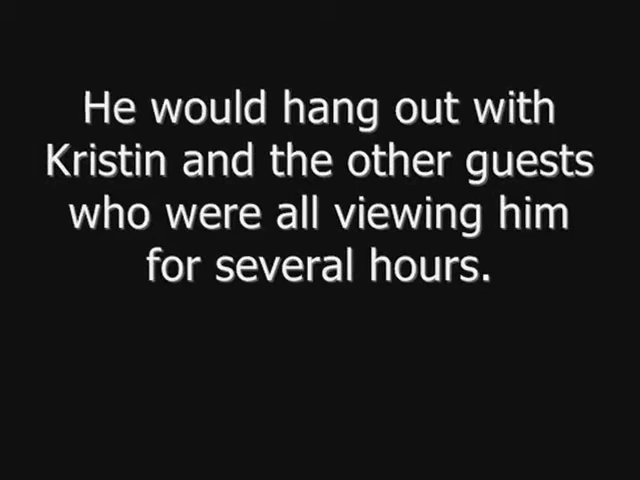 He would hang out with
Kristin and the other guests
who were all viewing him
for several hours.